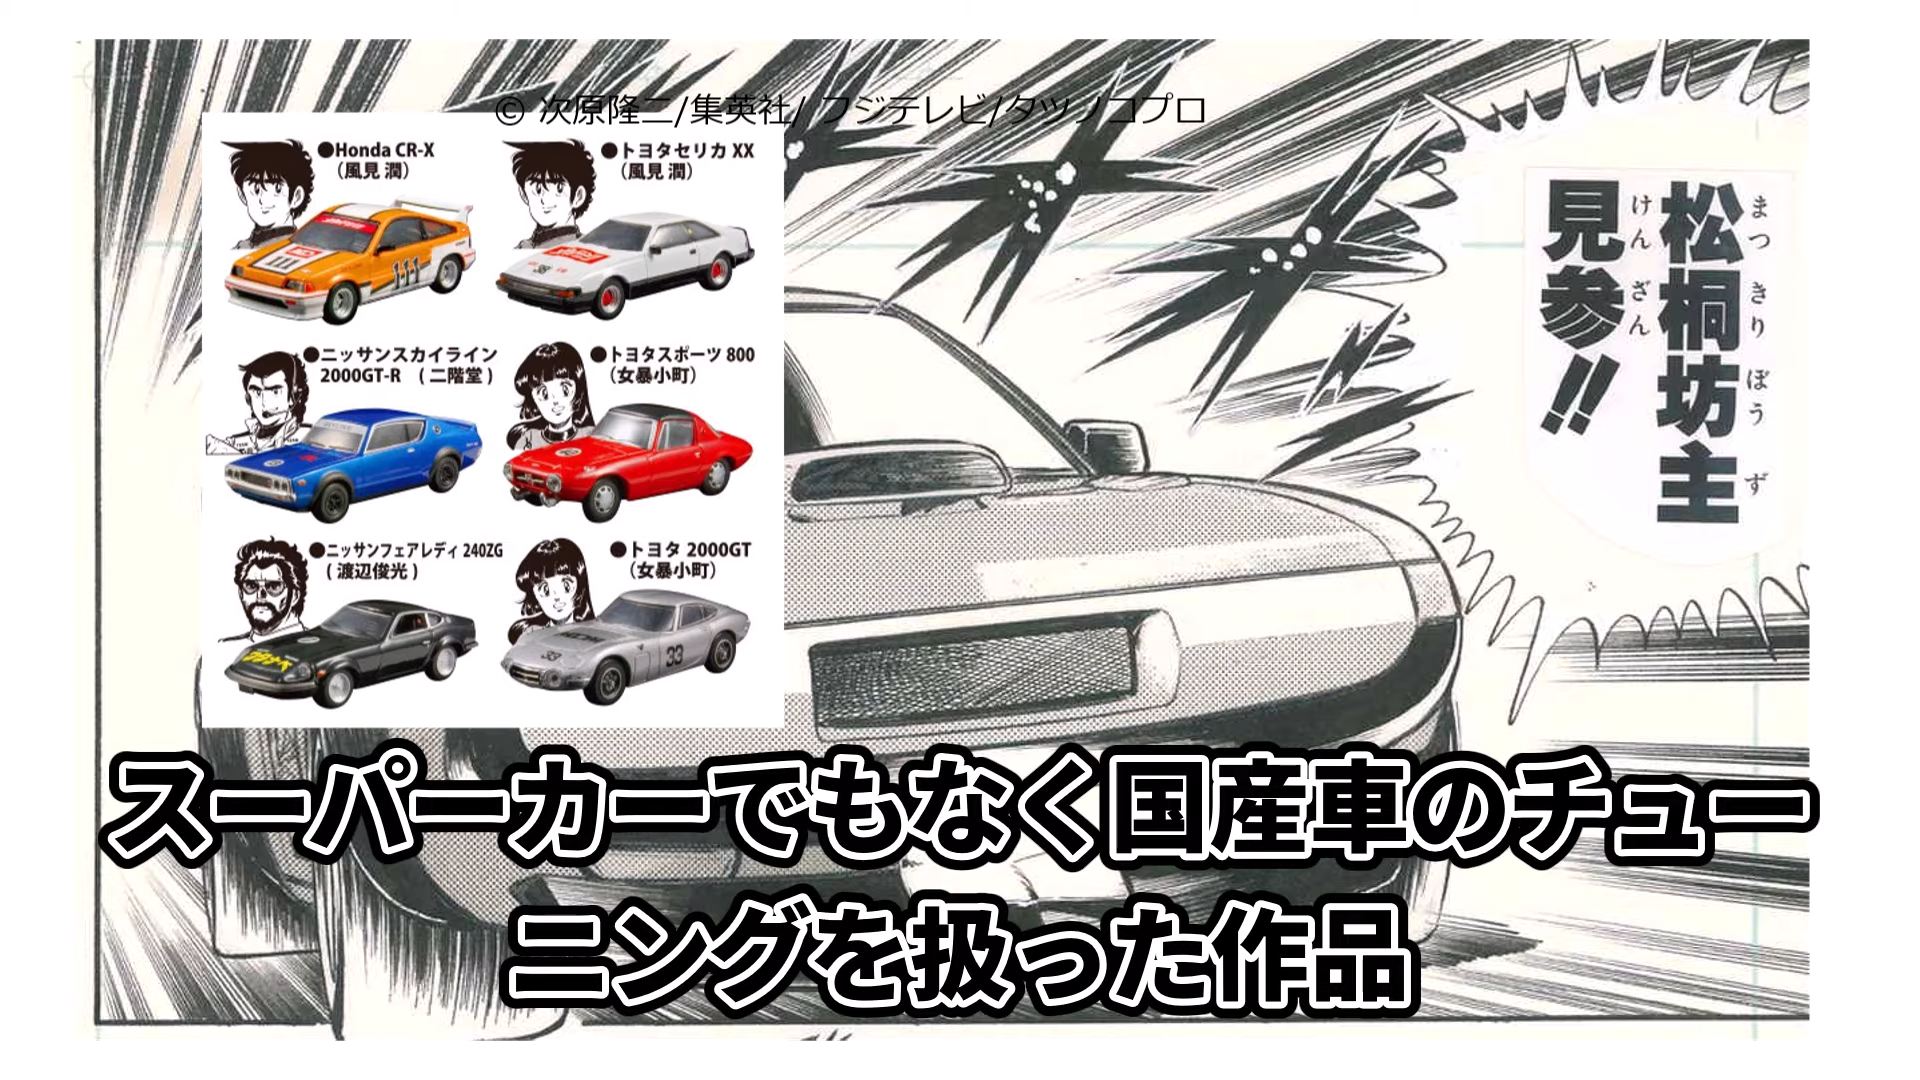 © 次原隆二/集英社/ フジテレビ/タツノコプロ
●Honda CR-X
（風見 潤）
●トヨタセリカ XX
（風見 潤）
●ニッサンスカイライン
2000GT-R （二階堂）
●トヨタスポーツ 800
（女暴小町）
●ニッサンフェアレディ 240ZG
（渡辺俊光）
●トヨタ 2000GT
（女暴小町）
111
38
33
33
松桐坊主
まつきりぼうず
見参!!
けんざん
スーパーカーでもなく国産車のチュー
ニングを扱った作品